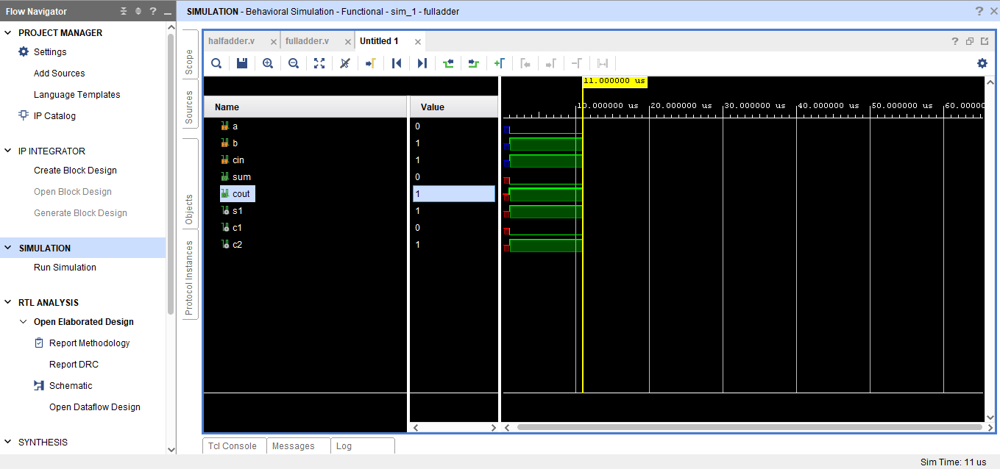 Flow Navigator
?
PROJECT MANAGER
Settings
Add Sources
Language Templates
IP Catalog
IP INTEGRATOR
Create Block Design
Open Block Design
Generate Block Design
SIMULATION
Run Simulation
RTL ANALYSIS
Open Elaborated Design
Report Methodology
Report DRC
Schematic
Open Dataflow Design
SYNTHESIS
SIMULATION - Behavioral Simulation - Functional - sim_1 - fulladder
?
Scope
Sources
Objects
Protocol Instances
halfadder.v
fulladder.v
Untitled 1
?
11.000000 us
Name Value
10.000000 us 20.000000 us 30.000000 us 40.000000 us 50.000000 us 60.00000
a 0
b 1
cin 1
sum 0
cout 1
s1 1
c1 0
c2 1
Tcl Console Messages Log
Sim Time: 11 us